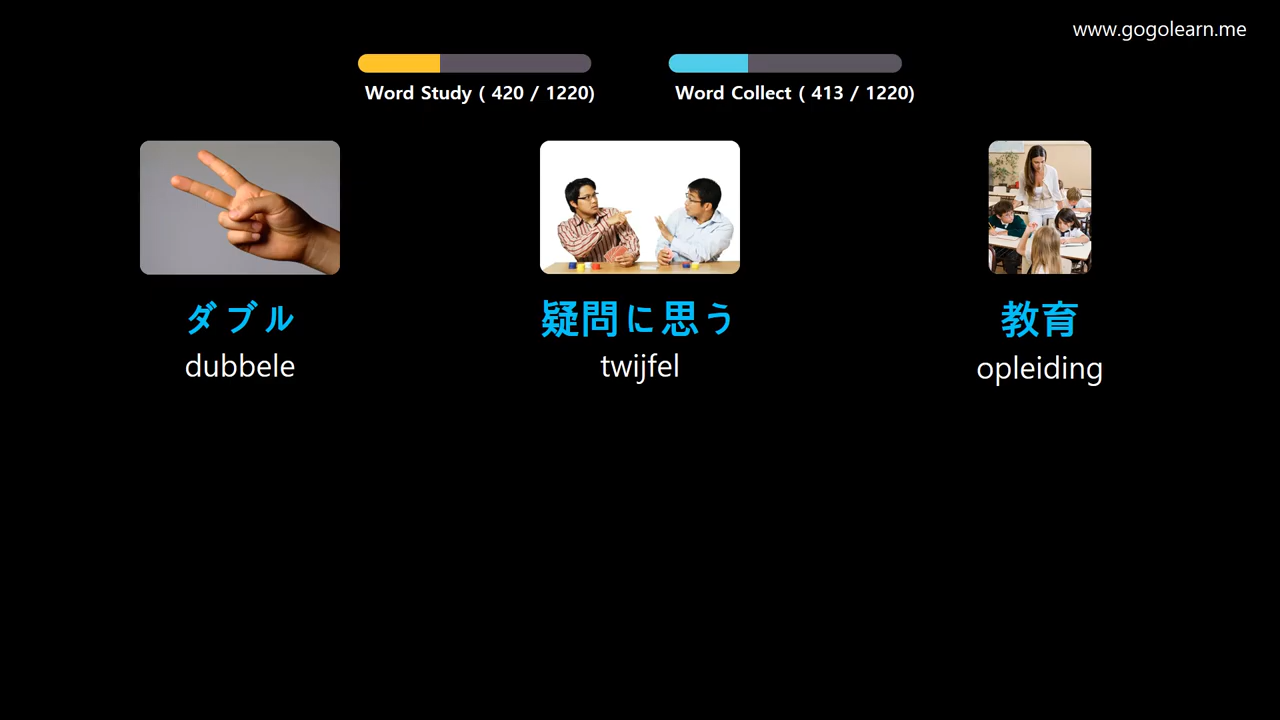 www.gogolearn.me
Word Study ( 420 / 1220)
Word Collect ( 413 / 1220)
ダブル
dubbele
疑問に思う
twijfel
教育
opleiding